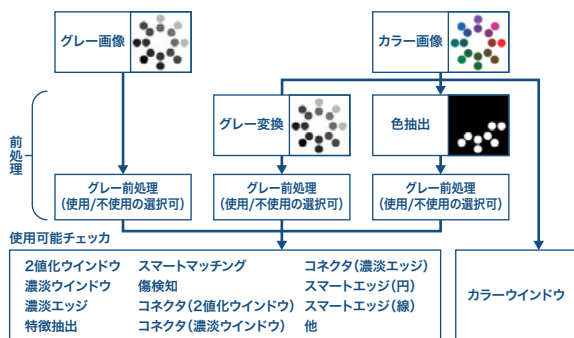 グレー画像
カラー画像
前処理
グレー変換
色抽出
グレー前処理
(使用/不使用の選択可)
グレー前処理
(使用/不使用の選択可)
グレー前処理
(使用/不使用の選択可)
使用可能チェッカ
2値化ウインドウ スマートマッチング コネクタ(濃淡エッジ)
濃淡ウインドウ 傷検知 スマートエッジ(円)
濃淡エッジ コネクタ(2値化ウインドウ) スマートエッジ(線)
特徴抽出 コネクタ(濃淡ウインドウ) 他
カラーウインドウ